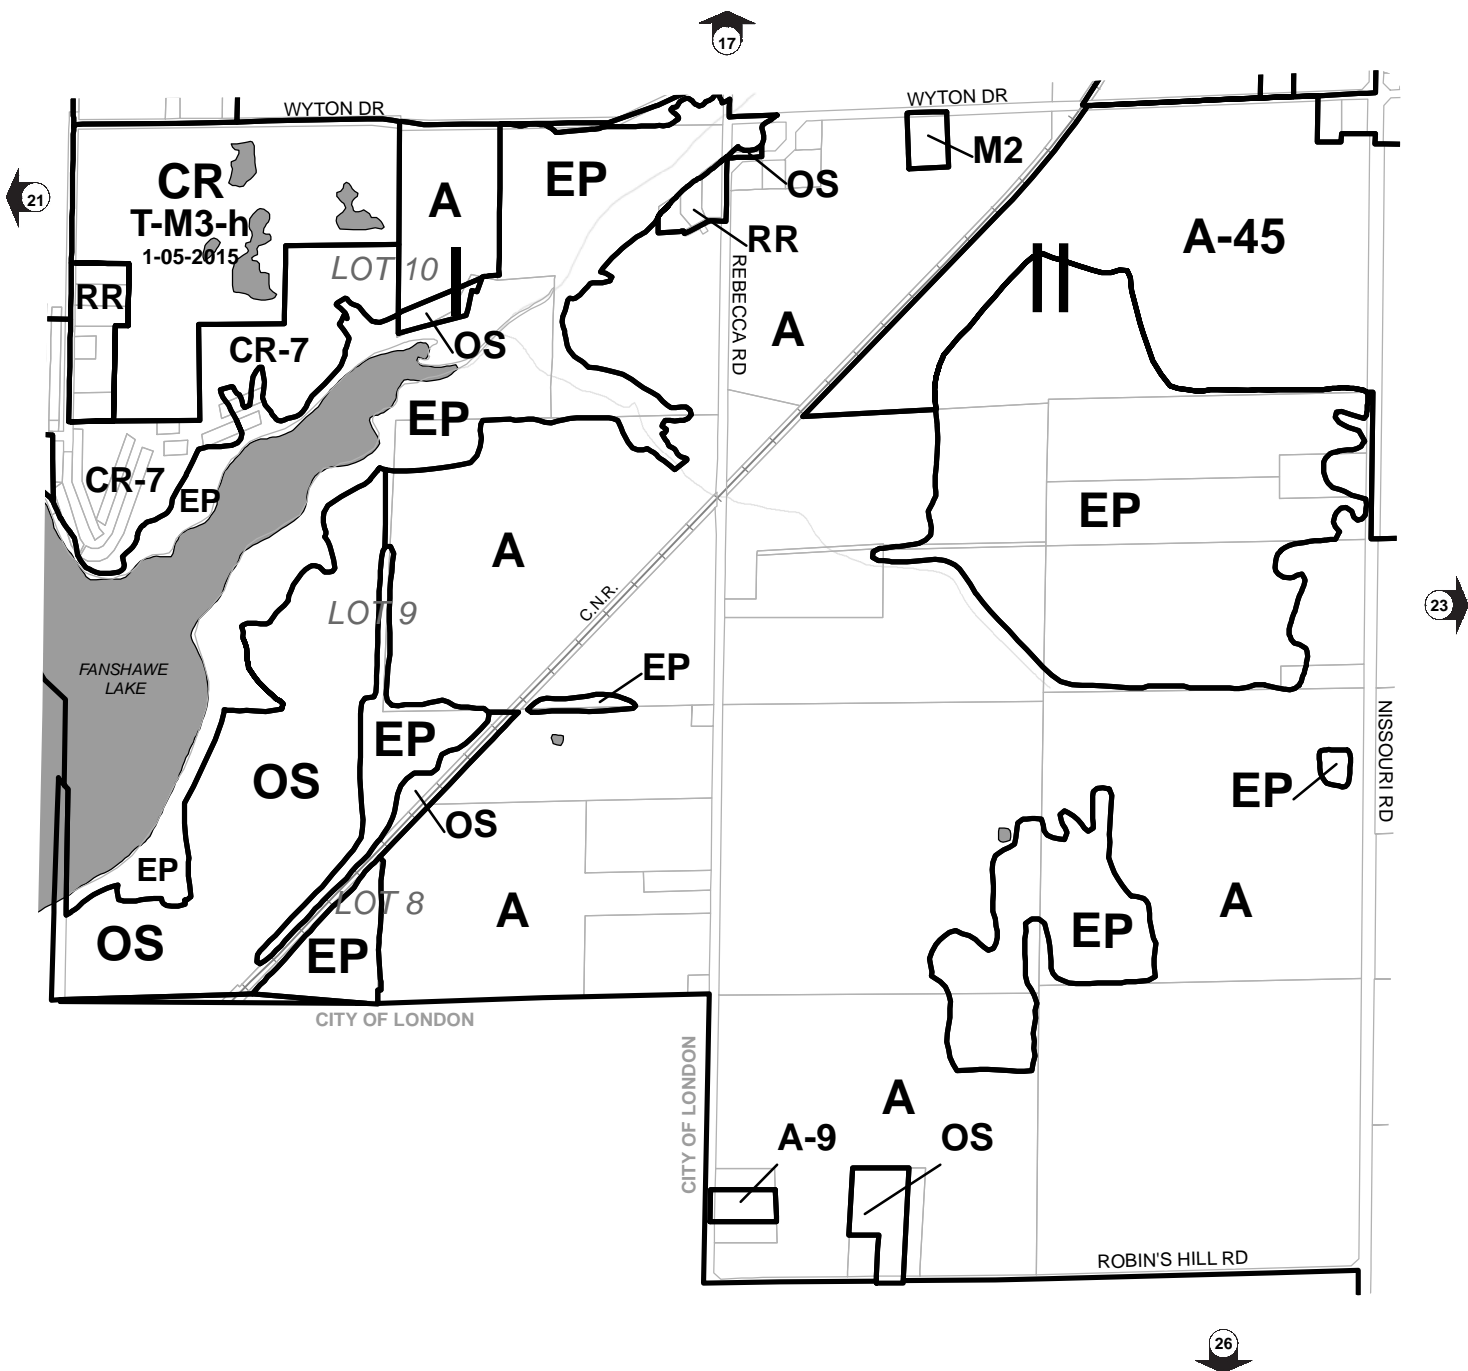 17
WYTON DR
WYTON DR
M2
CR
EP
OS
A
21
T-M3-h
RR
A-45
1-05-2015
LOT 10
RR
REBECCA RD
A
CR-7
OS
EP
CR-7
EP
EP
A
C.N.R.
LOT 9
23
FANSHAWE
LAKE
EP
EP
NISSOURI RD
OS
EP
OS
EP
LOT 8
A
A
EP
OS
EP
CITY OF LONDON
CITY OF LONDON
A
A-9
OS
ROBIN'S HILL RD
26